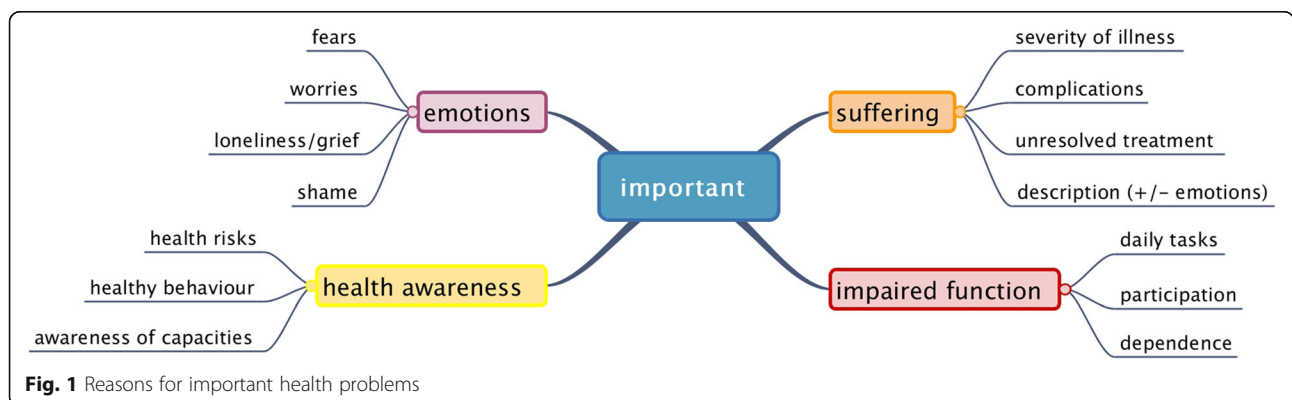 important
emotions
fears
worries
loneliness/grief
shame
health awareness
health risks
healthy behaviour
awareness of capacities
suffering
severity of illness
complications
unresolved treatment
description (+/- emotions)
impaired function
daily tasks
participation
dependence
Fig. 1 Reasons for important health problems